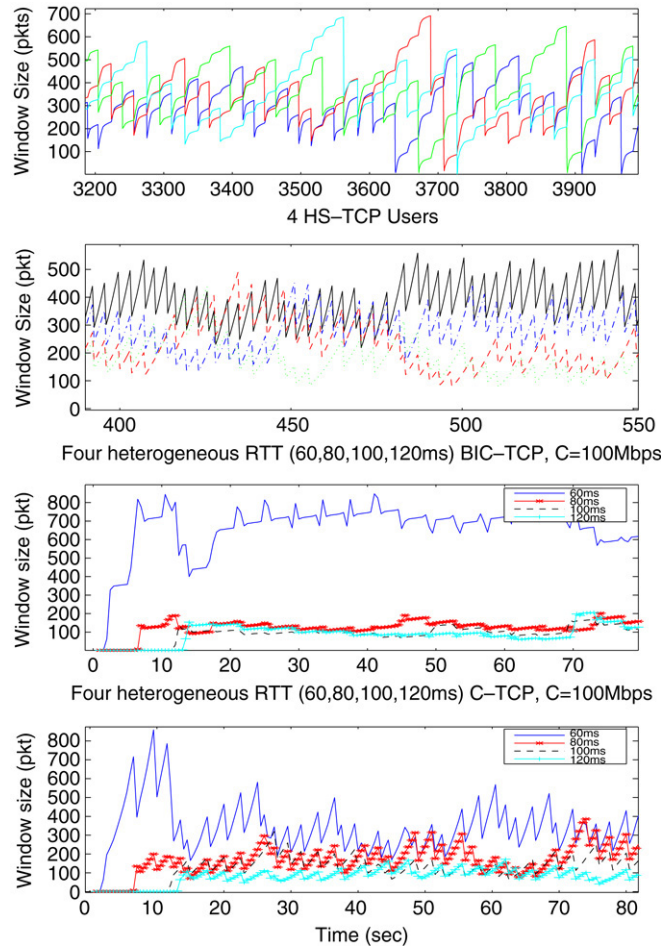 Window Size (pkts)
700
600
500
400
300
200
100
3200 3300 3400 3500 3600 3700 3800 3900
4 HS–TCP Users
Window Size (pkt)
500
400
300
200
100
0
400 450 500 550
Four heterogeneous RTT (60,80,100,120ms) BIC–TCP, C=100Mbps
Window size (pkt)
800
700
600
500
400
300
200
100
60ms
80ms
100ms
120ms
0 10 20 30 40 50 60 70
Four heterogeneous RTT (60,80,100,120ms) C–TCP, C=100Mbps
Window size (pkt)
800
700
600
500
400
300
200
100
0
60ms
80ms
100ms
120ms
0 10 20 30 40 50 60 70 80
Time (sec)